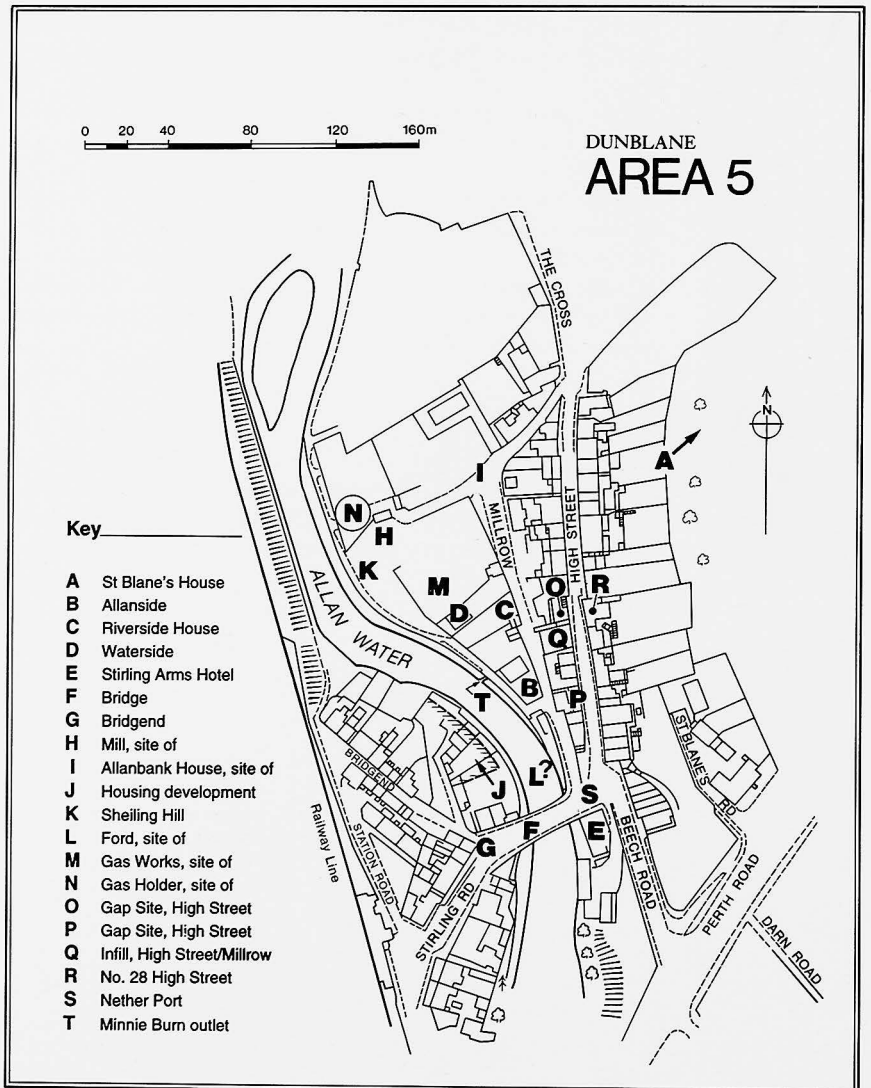 0 20 40 80 120 160m
DUNBLANE
AREA 5
THE CROSS
N
A
I
MILLROW
HIGH STREET
N
H
K
M
D
C
O
R
Q
B
P
ALLAN WATER
T
L?
J
S
E
F
G
BRIDGEND
STATION ROAD
Railway Line
STIRLING RD
BEECH ROAD
ST BLANE'S RD
PERTH ROAD
DARN ROAD
Key
A St Blane's House
B Allanside
C Riverside House
D Waterside
E Stirling Arms Hotel
F Bridge
G Bridgend
H Mill, site of
I Allanbank House, site of
J Housing development
K Sheiling Hill
L Ford, site of
M Gas Works, site of
N Gas Holder, site of
O Gap Site, High Street
P Gap Site, High Street
Q Infill, High Street/Millrow
R No. 28 High Street
S Nether Port
T Minnie Burn outlet